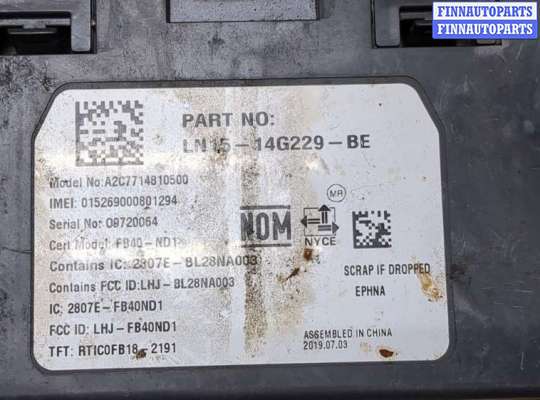 FINNAUTOPARTS
FINNAUTOPARTS
PART NO:
LN15-14G229-BE
Model No:A2C7714810500
IMEI: 015269000801294
Serial No: 09720064
Cert Model: FB40-ND1
Contains IC: 2807E-BL28NA003
Contains FCC ID:LHJ-BL28NA003
IC: 2807E-FB40ND1
FCC ID: LHJ-FB40ND1
TFT: RTIC0FB18-2191
NOM
NYCE
MR
SCRAP IF DROPPED
EPHNA
ASSEMBLED IN CHINA
2019.07.03